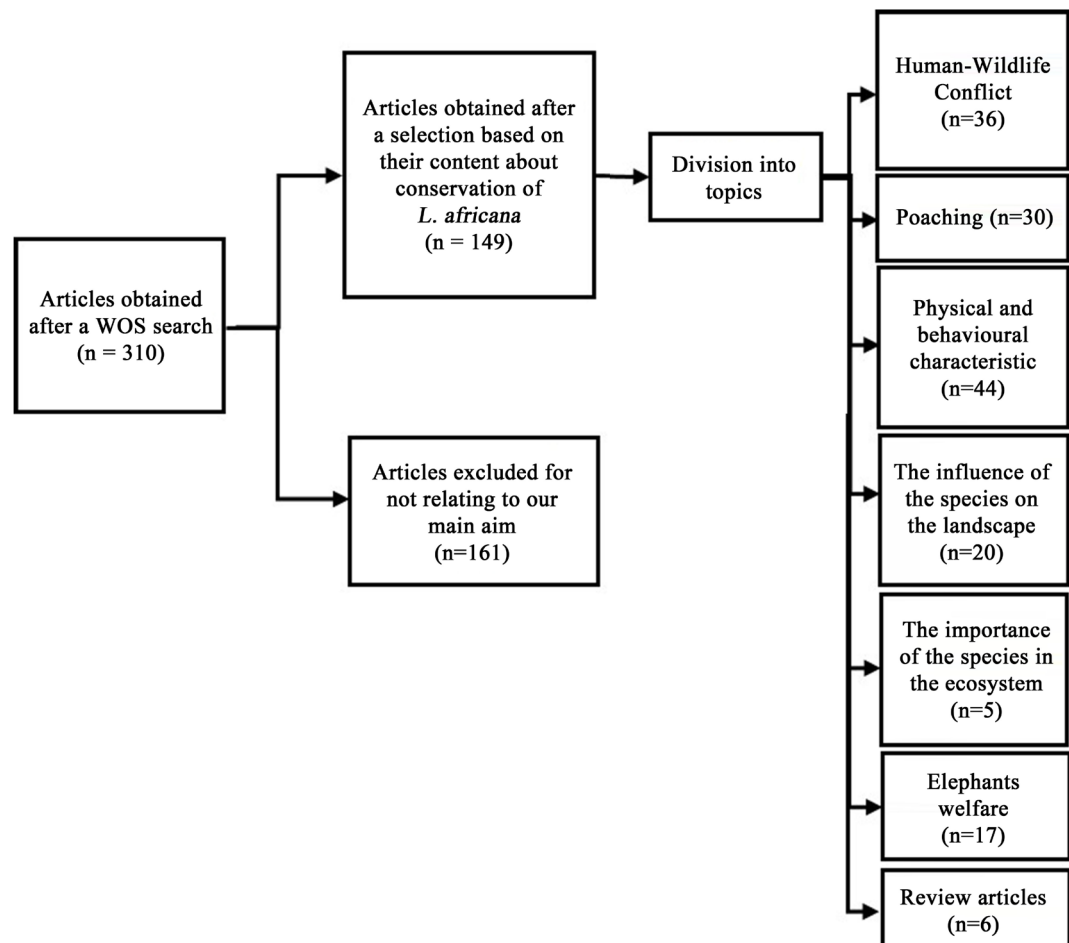 Articles obtained
after a WOS search
(n = 310)
Articles obtained after
a selection based on
their content about
conservation of
L. africana
(n = 149)
Articles excluded for
not relating to our
main aim
(n=161)
Division into
topics
Human-Wildlife
Conflict
(n=36)
Poaching (n=30)
Physical and
behavioural
characteristic
(n=44)
The influence of
the species on
the landscape
(n=20)
The importance
of the species in
the ecosystem
(n=5)
Elephants
welfare
(n=17)
Review articles
(n=6)